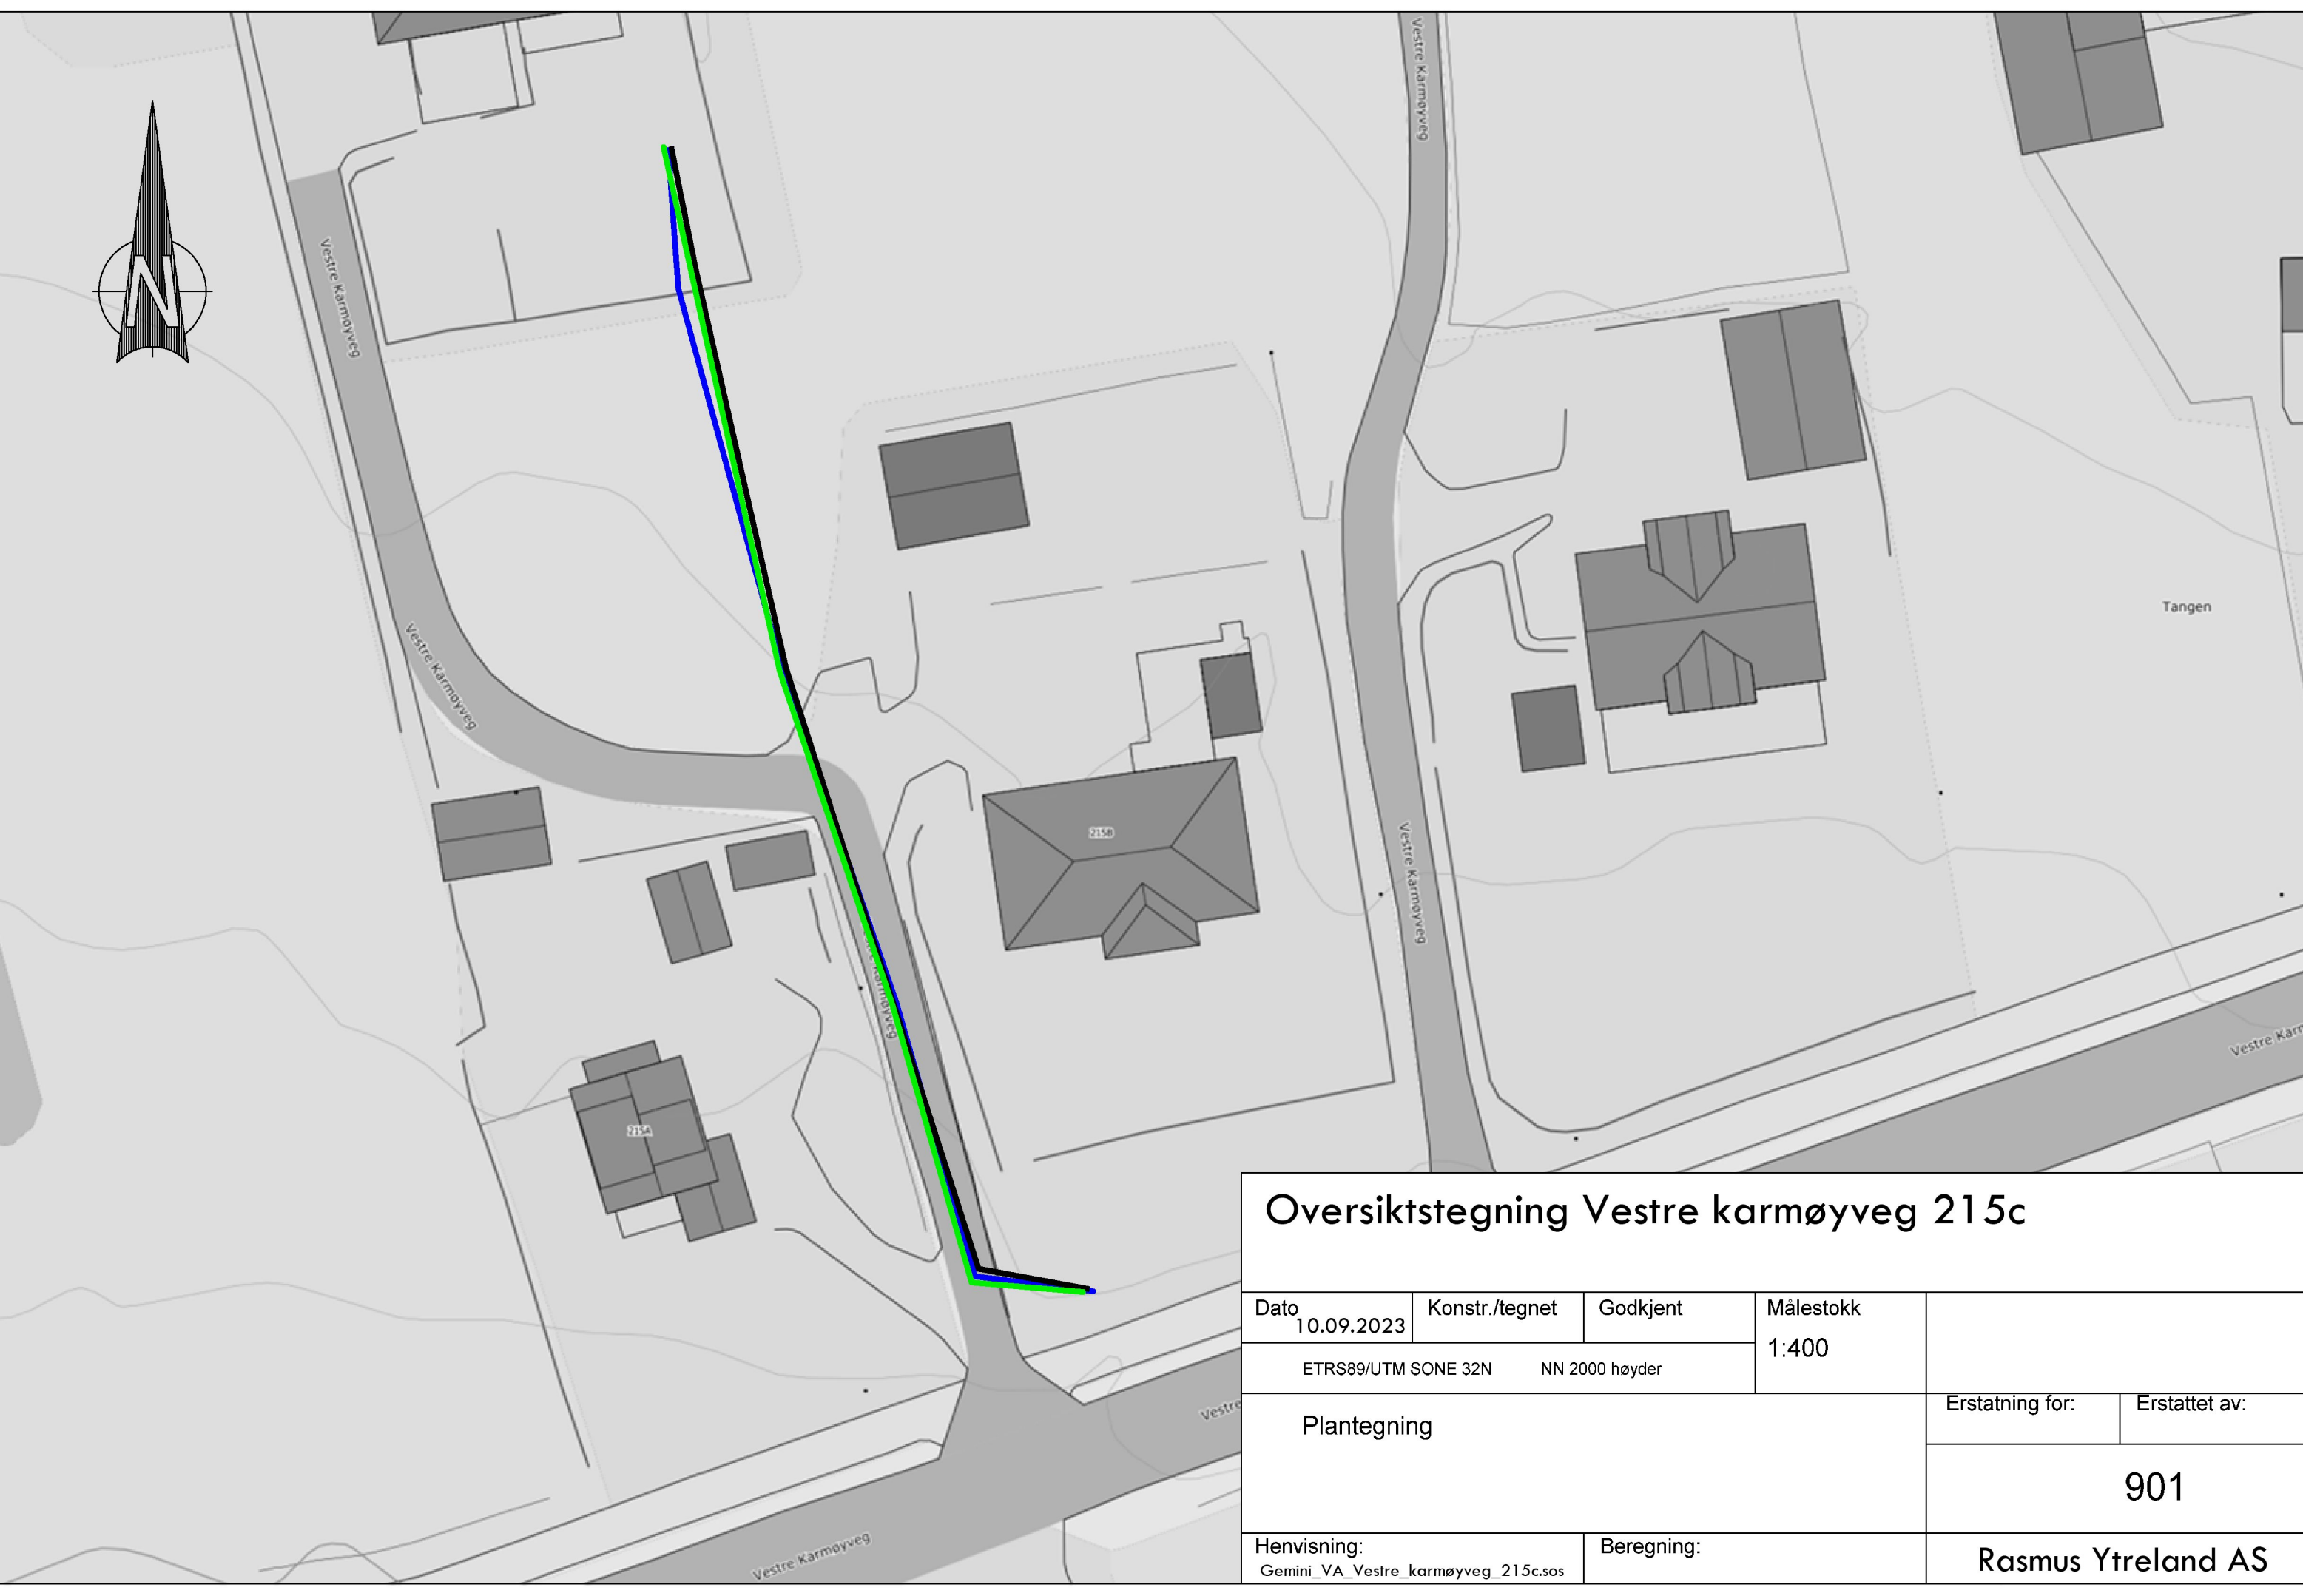 Vestre Karmøyveg
N
Vestre Karmøyveg
Vestre Karmøyveg
Tangen
215B
Vestre Karmøyveg
Karmøyveg
Vestre Karm
215A
Vestre
Vestre Karmøyveg
Oversiktstegning Vestre karmøyveg 215c
Dato 10.09.2023
Konstr./tegnet
Godkjent
Målestokk
1:400
ETRS89/UTM SONE 32N NN 2000 høyder
Plantegning
Erstatning for:
Erstattet av:
901
Henvisning:
Gemini_VA_Vestre_karmøyveg_215c.sos
Beregning:
Rasmus Ytreland AS